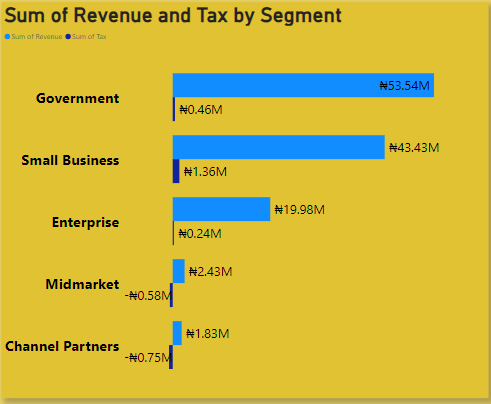 Sum of Revenue and Tax by Segment
Sum of Revenue Sum of Tax
Government
₦53.54M
₦0.46M
Small Business
₦43.43M
₦1.36M
Enterprise
₦19.98M
₦0.24M
Midmarket
₦2.43M
-₦0.58M
Channel Partners
₦1.83M
-₦0.75M